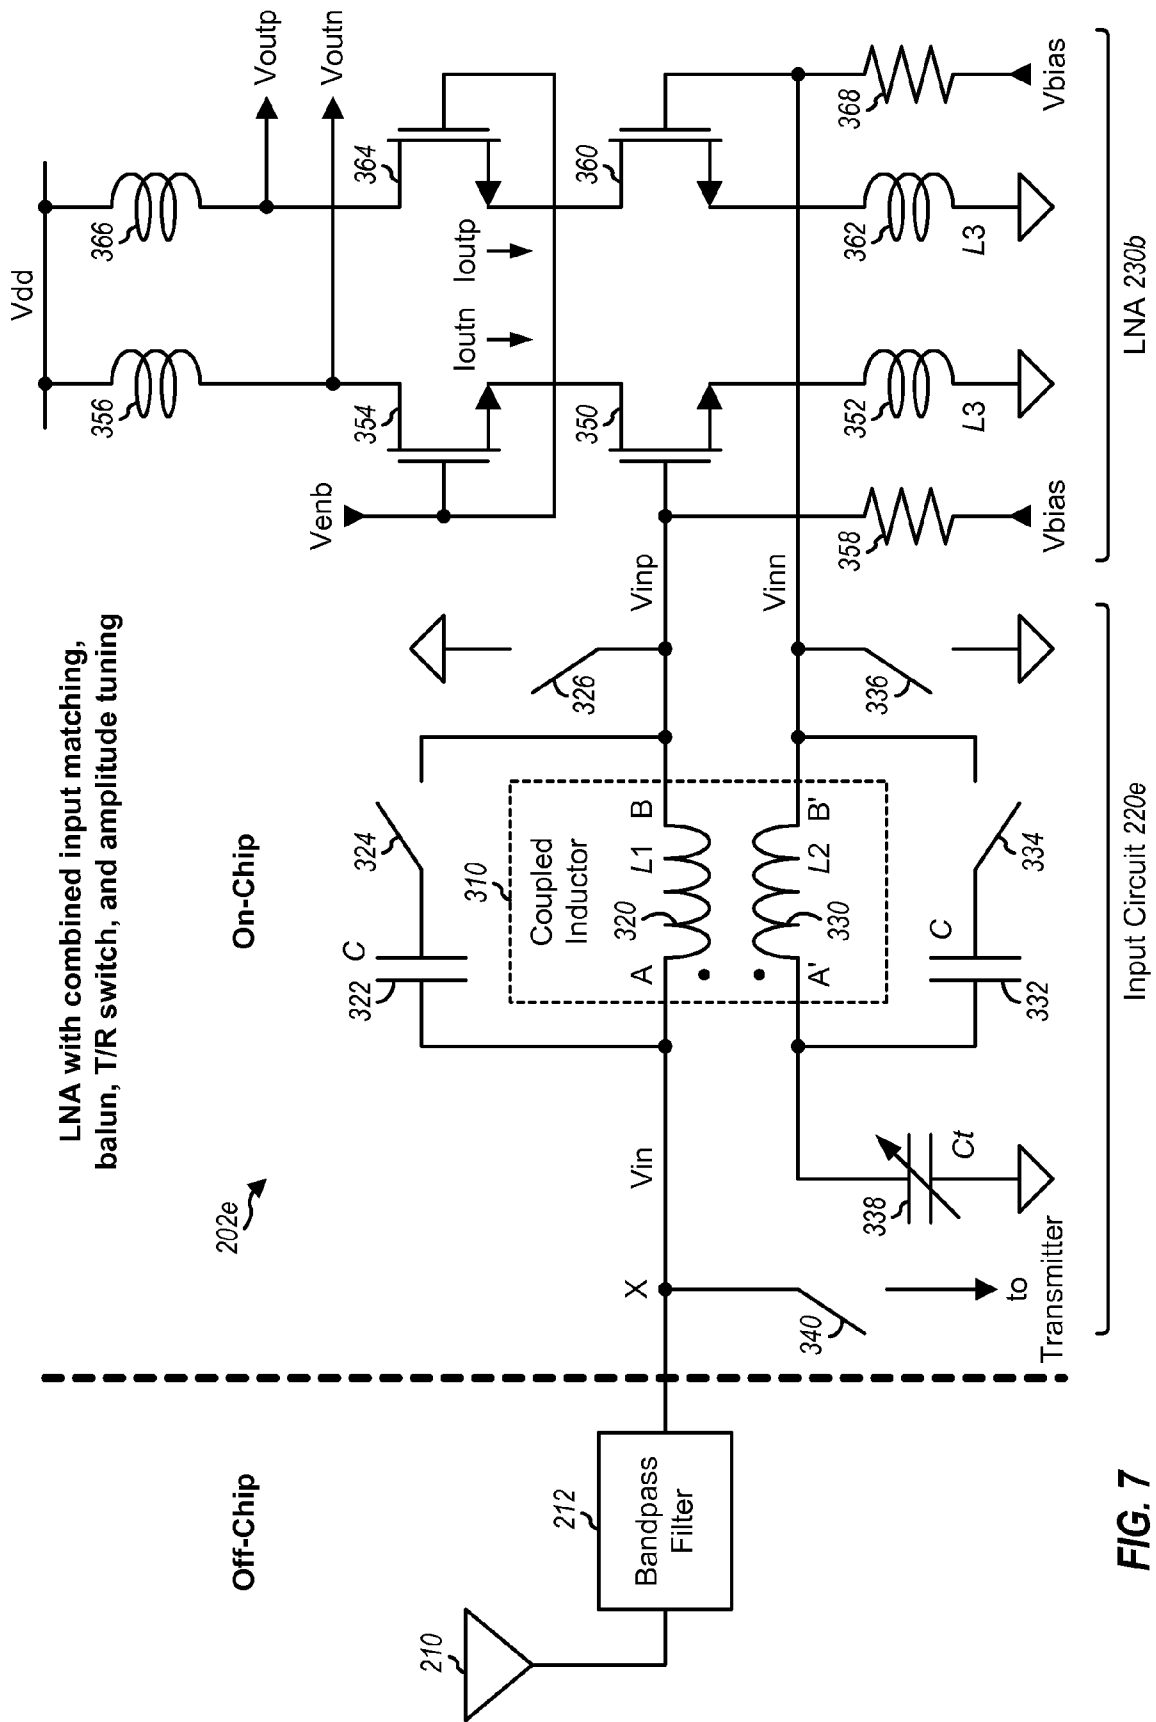 LNA with combined input matching,
balun, T/R switch, and amplitude tuning
Off-Chip
On-Chip
202e
210
212
Bandpass
Filter
X
340
to
Transmitter
Vin
338
Ct
322
C
324
310
Coupled
Inductor
320
A
L1
B
A'
L2
B'
330
332
C
334
326
336
Vinp
Vinn
Venb
Vdd
356
366
Voutp
Voutn
354
364
Ioutn
Ioutp
350
360
352
L3
362
L3
358
Vbias
368
Vbias
Input Circuit 220e
LNA 230b
FIG. 7